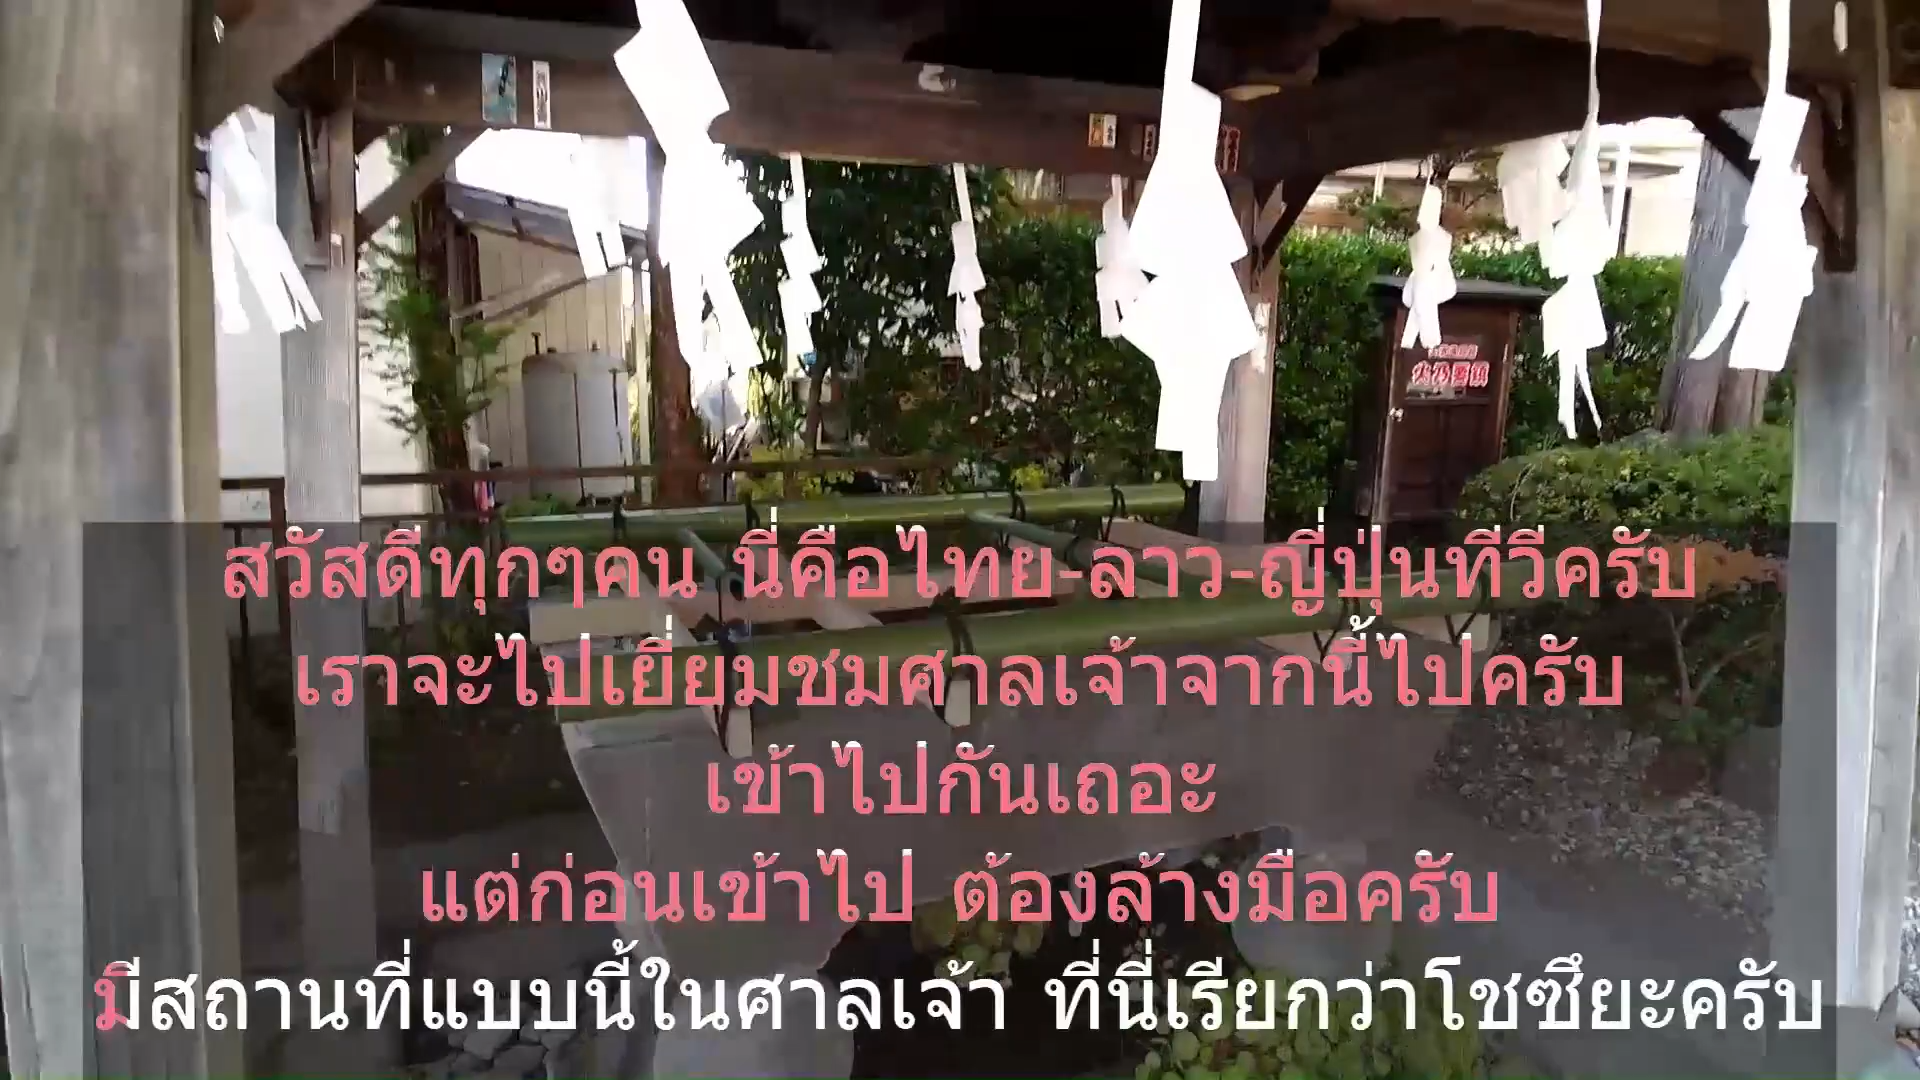 สวัสดีทุกๆคน นี่คือไทย-ลาว-ญี่ปุ่นทีวีครับ
เราจะไปเยี่ยมชมศาลเจ้าจากนี้ไปครับ
เข้าไปกันเถอะ
แต่ก่อนเข้าไป ต้องล้างมือครับ
มีสถานที่แบบนี้ในศาลเจ้า ที่นี่เรียกว่าโชซึยะครับ